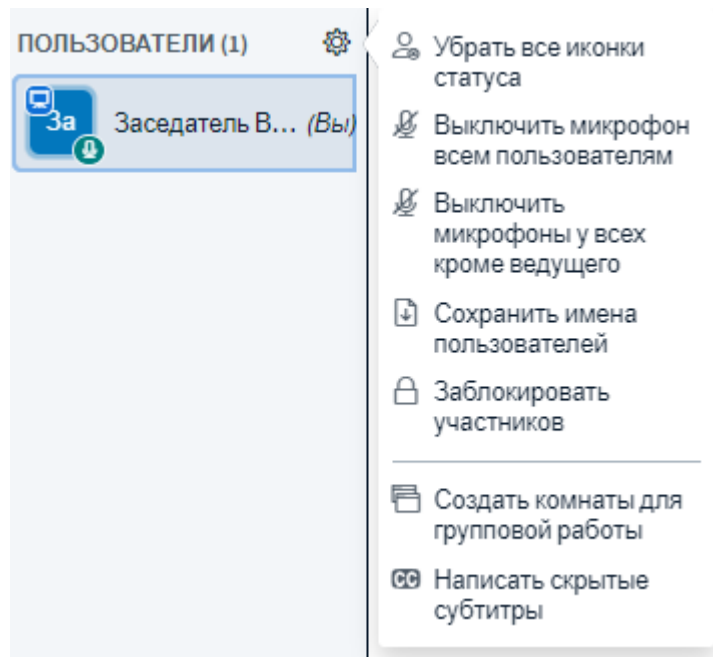 ПОЛЬЗОВАТЕЛИ (1)
За
Заседатель В... (Вы)
Убрать все иконки
статуса
Выключить микрофон
всем пользователям
Выключить
микрофоны у всех
кроме ведущего
Сохранить имена
пользователей
Заблокировать
участников
Создать комнаты для
групповой работы
CC Написать скрытые
субтитры